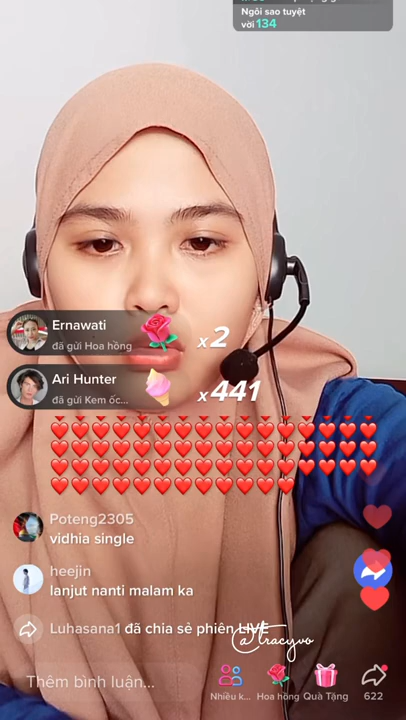 Ngôi sao tuyệt
vời 134
Ernawati
đã gửi Hoa hồng
x2
Ari Hunter
đã gửi Kem ốc...
x441
Poteng2305
vidhia single
heejin
lanjut nanti malam ka
Luhasana1 đã chia sẻ phiên LIVE
@tracyvo
Thêm bình luận...
Nhiều k...
Hoa hồng
Quà Tặng
622